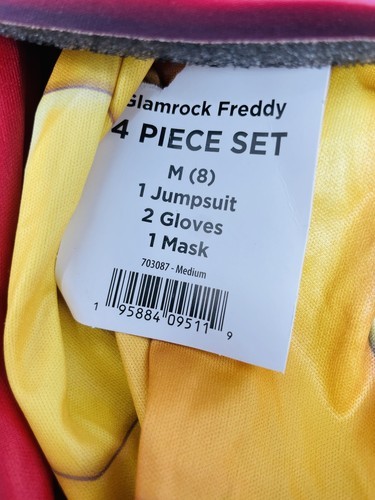 Glamrock Freddy
4 PIECE SET
M (8)
1 Jumpsuit
2 Gloves
1 Mask
703087 - Medium
1 95884 09511 9